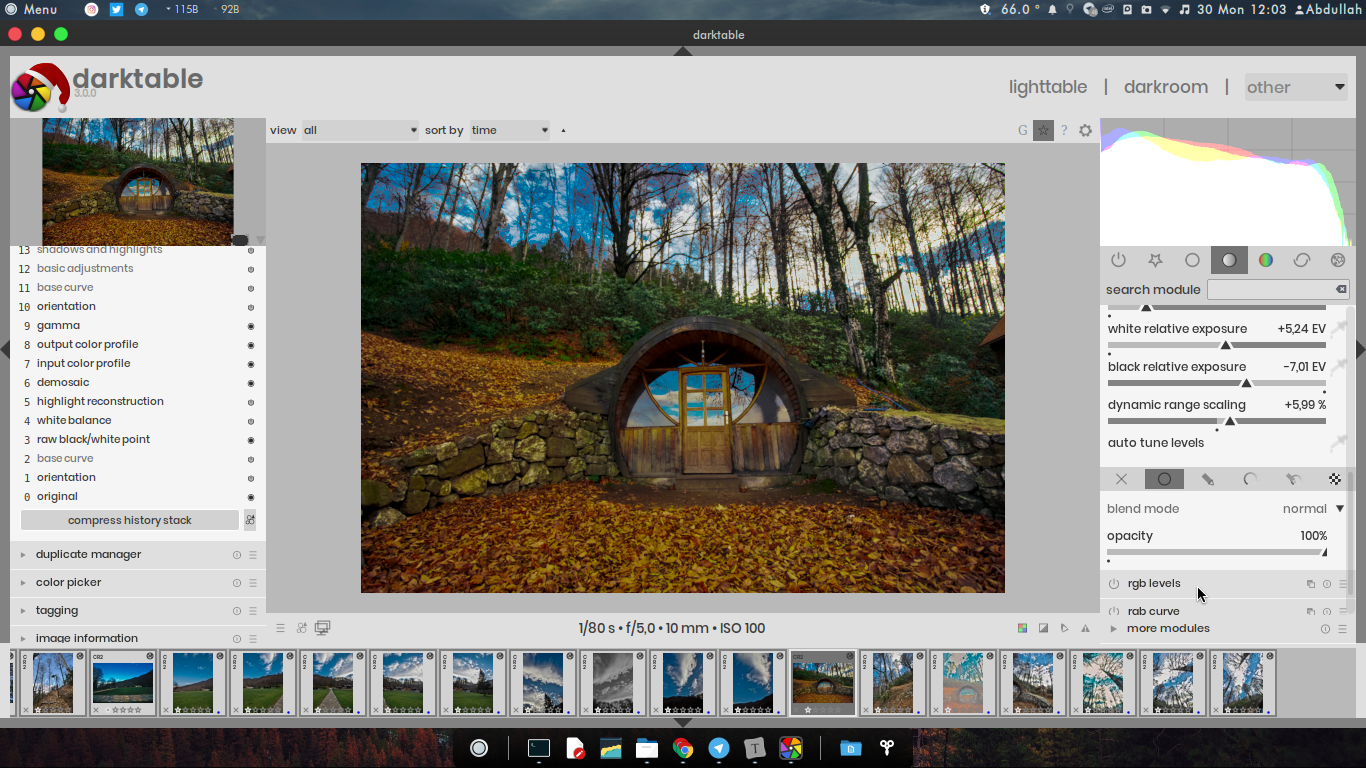 Menu 115B 92B 66.0 ° 30 Mon 12:03 Abdullah
darktable
darktable
3.0.0
lighttable | darkroom | other
view all sort by time G ?
search module
13 shadows and highlights
12 basic adjustments
11 base curve
10 orientation
9 gamma
8 output color profile
7 input color profile
6 demosaic
5 highlight reconstruction
4 white balance
3 raw black/white point
2 base curve
1 orientation
0 original
compress history stack
duplicate manager
color picker
tagging
image information
white relative exposure +5,24 EV
black relative exposure -7,01 EV
dynamic range scaling +5,99 %
auto tune levels
blend mode normal
opacity 100%
rgb levels
rgb curve
more modules
1/80 s • f/5,0 • 10 mm • ISO 100
CR2
CR2
T